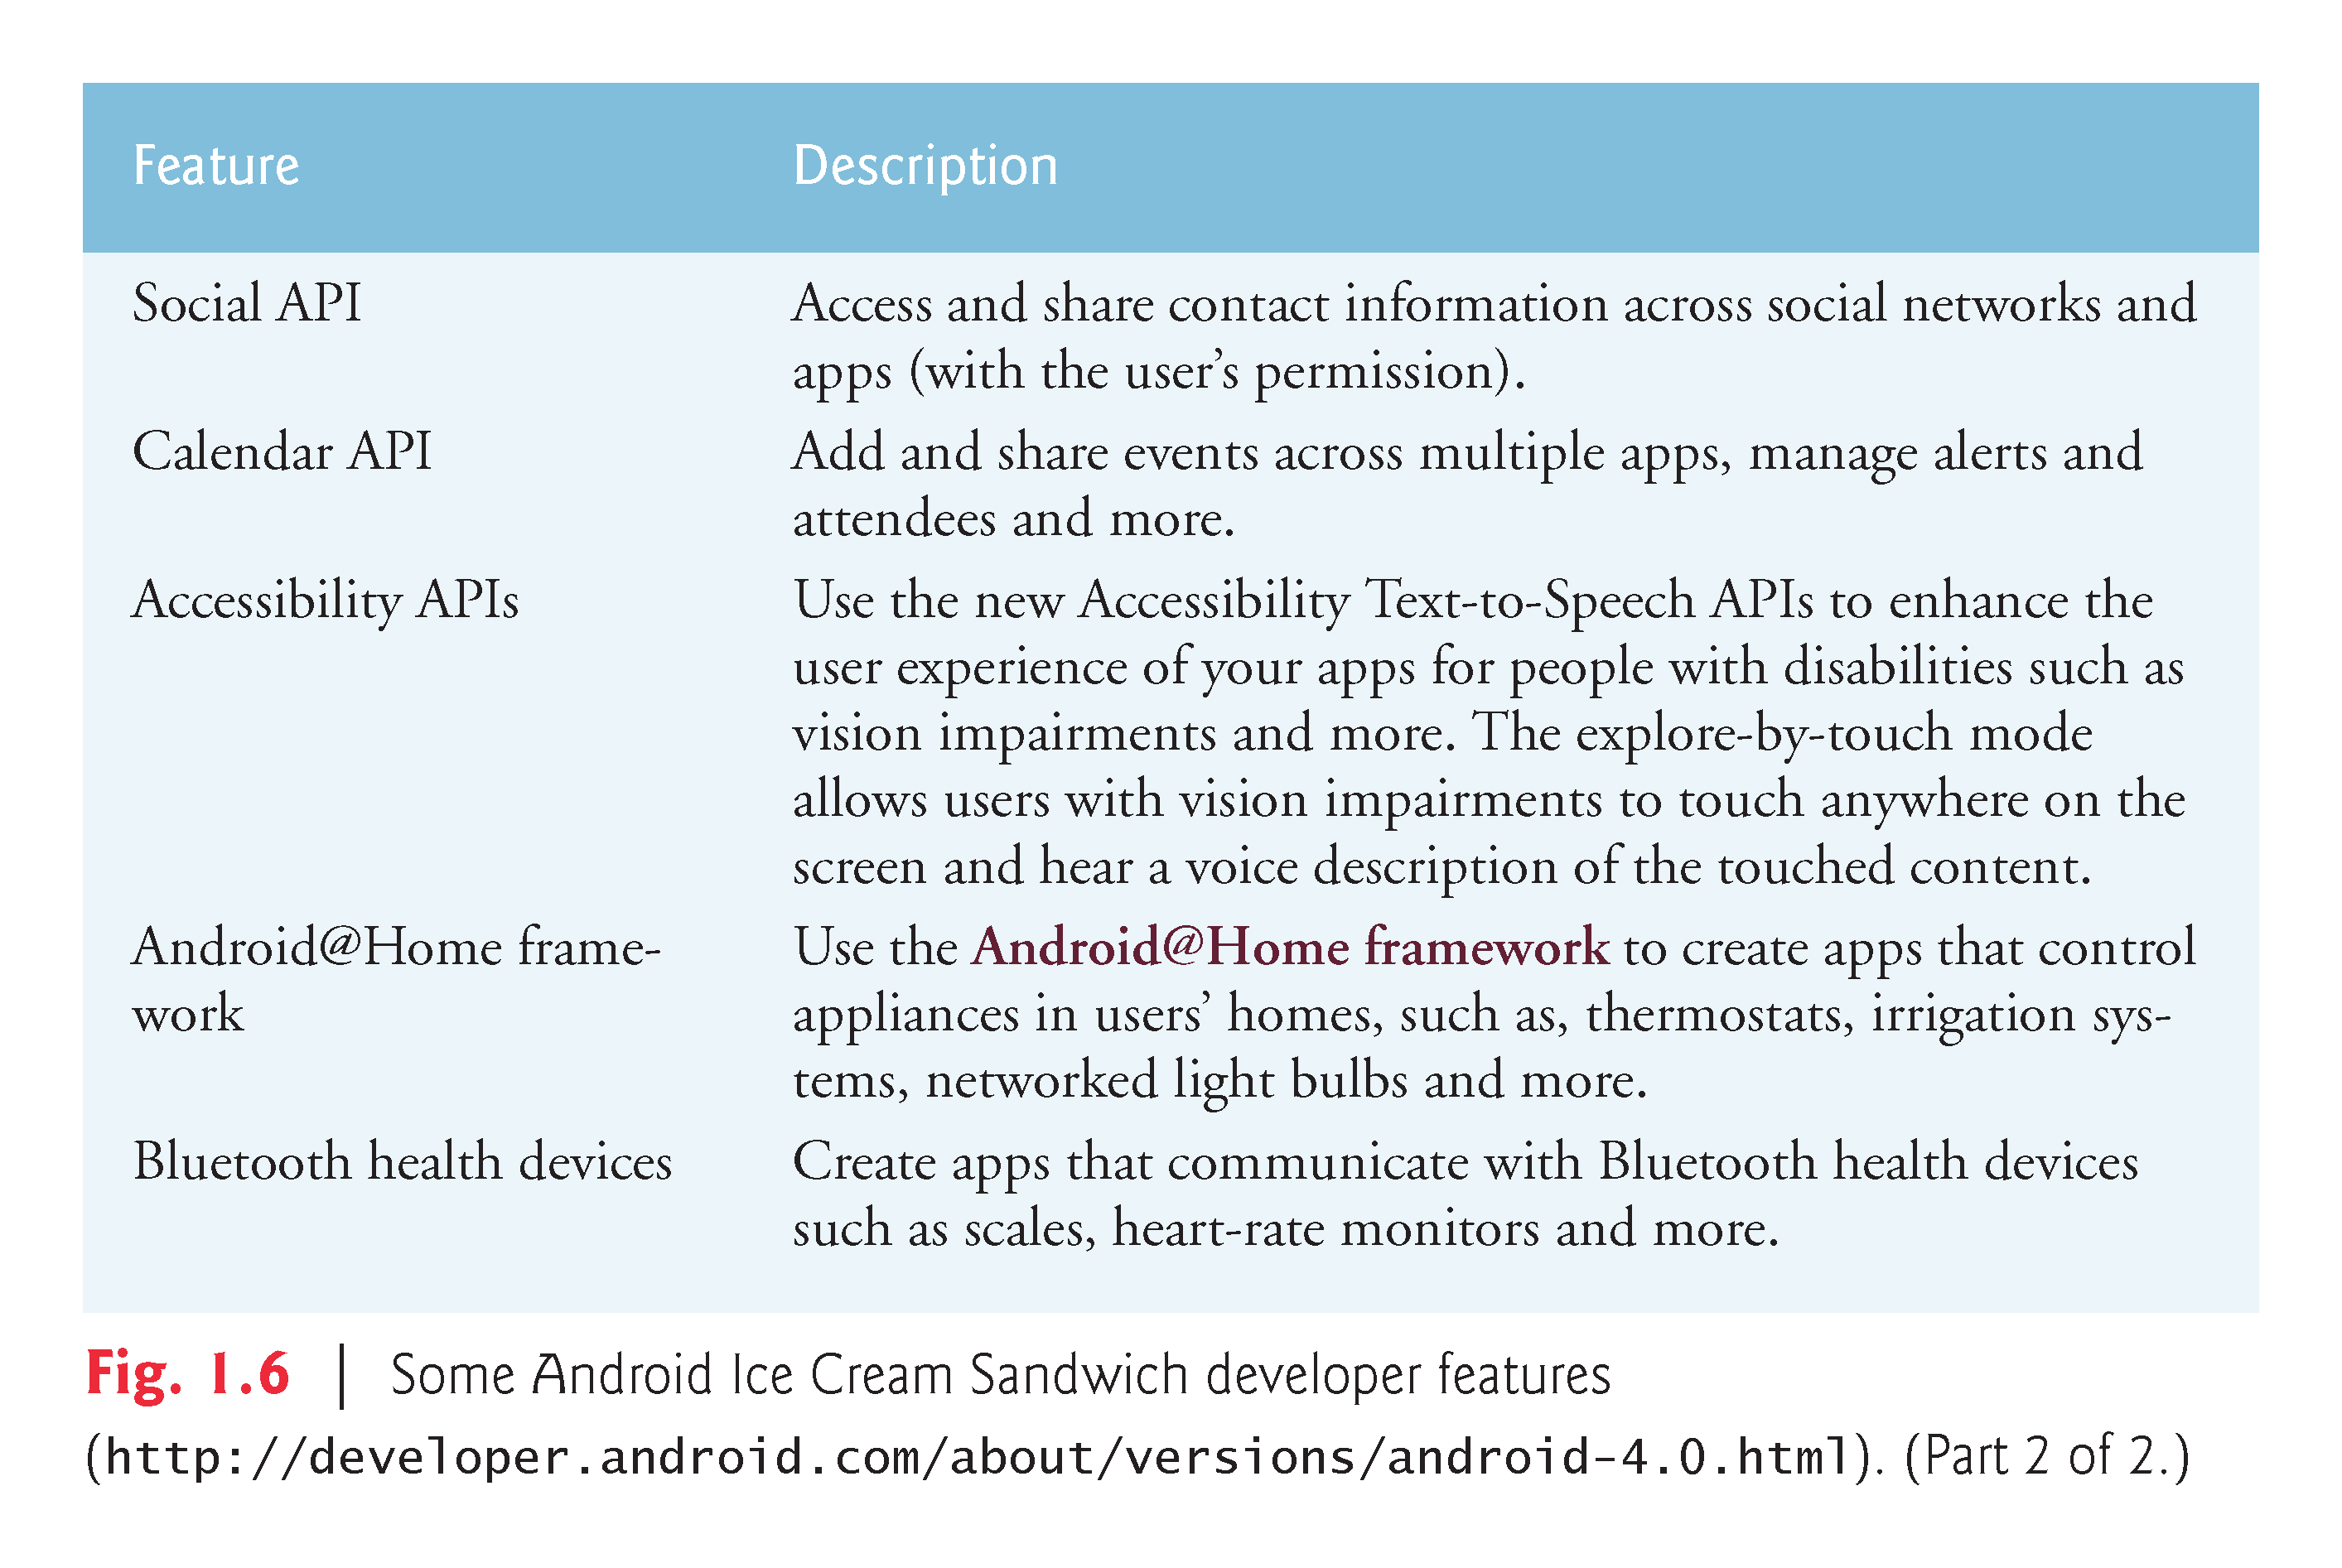 Feature Description
Social API Access and share contact information across social networks and
apps (with the user’s permission).
Calendar API Add and share events across multiple apps, manage alerts and
attendees and more.
Accessibility APIs Use the new Accessibility Text-to-Speech APIs to enhance the
user experience of your apps for people with disabilities such as
vision impairments and more. The explore-by-touch mode
allows users with vision impairments to touch anywhere on the
screen and hear a voice description of the touched content.
Android@Home frame- Use the Android@Home framework to create apps that control
work appliances in users’ homes, such as, thermostats, irrigation sys-
tems, networked light bulbs and more.
Bluetooth health devices Create apps that communicate with Bluetooth health devices
such as scales, heart-rate monitors and more.
Fig. 1.6 | Some Android Ice Cream Sandwich developer features
(http://developer.android.com/about/versions/android-4.0.html). (Part 2 of 2.)